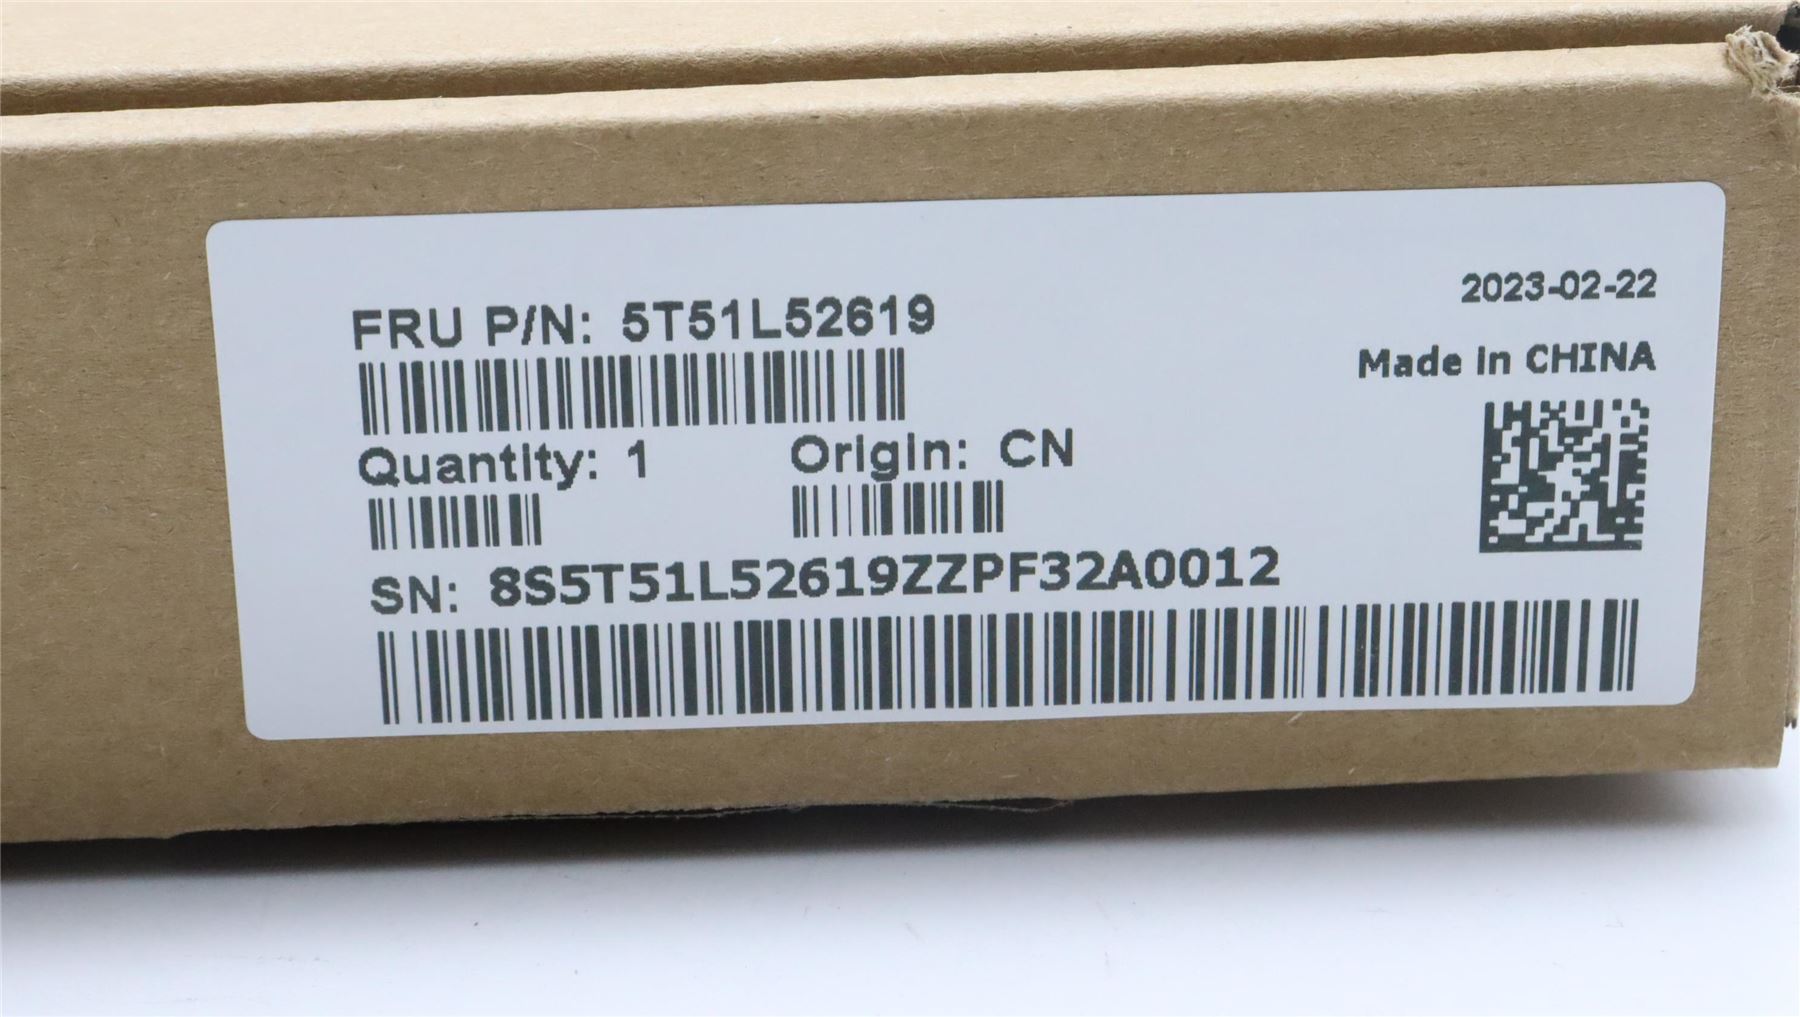 2023-02-22
FRU P/N: 5T51L52619
Made in CHINA
Quantity: 1
Origin: CN
SN: 8S5T51L52619ZZPF32A0012